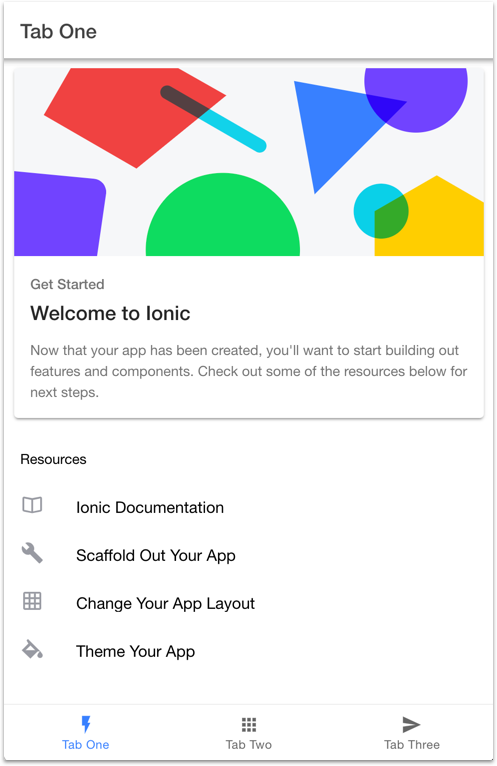 Tab One
Get Started
Welcome to Ionic
Now that your app has been created, you'll want to start building out
features and components. Check out some of the resources below for
next steps.
Resources
Ionic Documentation
Scaffold Out Your App
Change Your App Layout
Theme Your App
Tab One
Tab Two
Tab Three